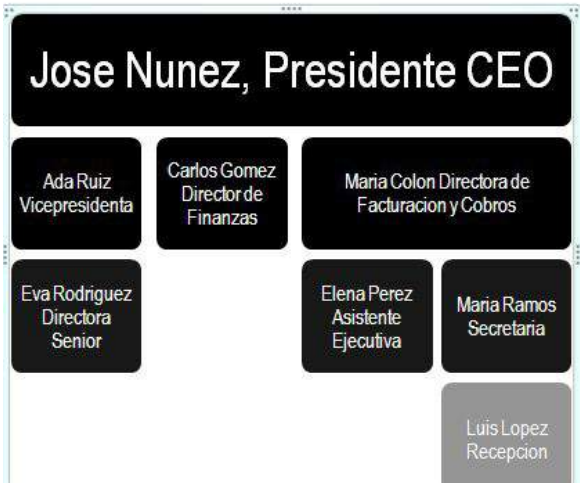 Jose Nunez, Presidente CEO
Ada Ruiz
Vicepresidenta
Carlos Gomez
Director de
Finanzas
Maria Colon Directora de
Facturacion y Cobros
Eva Rodriguez
Directora
Senior
Elena Perez
Asistente
Ejecutiva
Maria Ramos
Secretaria
Luis Lopez
Recepcion